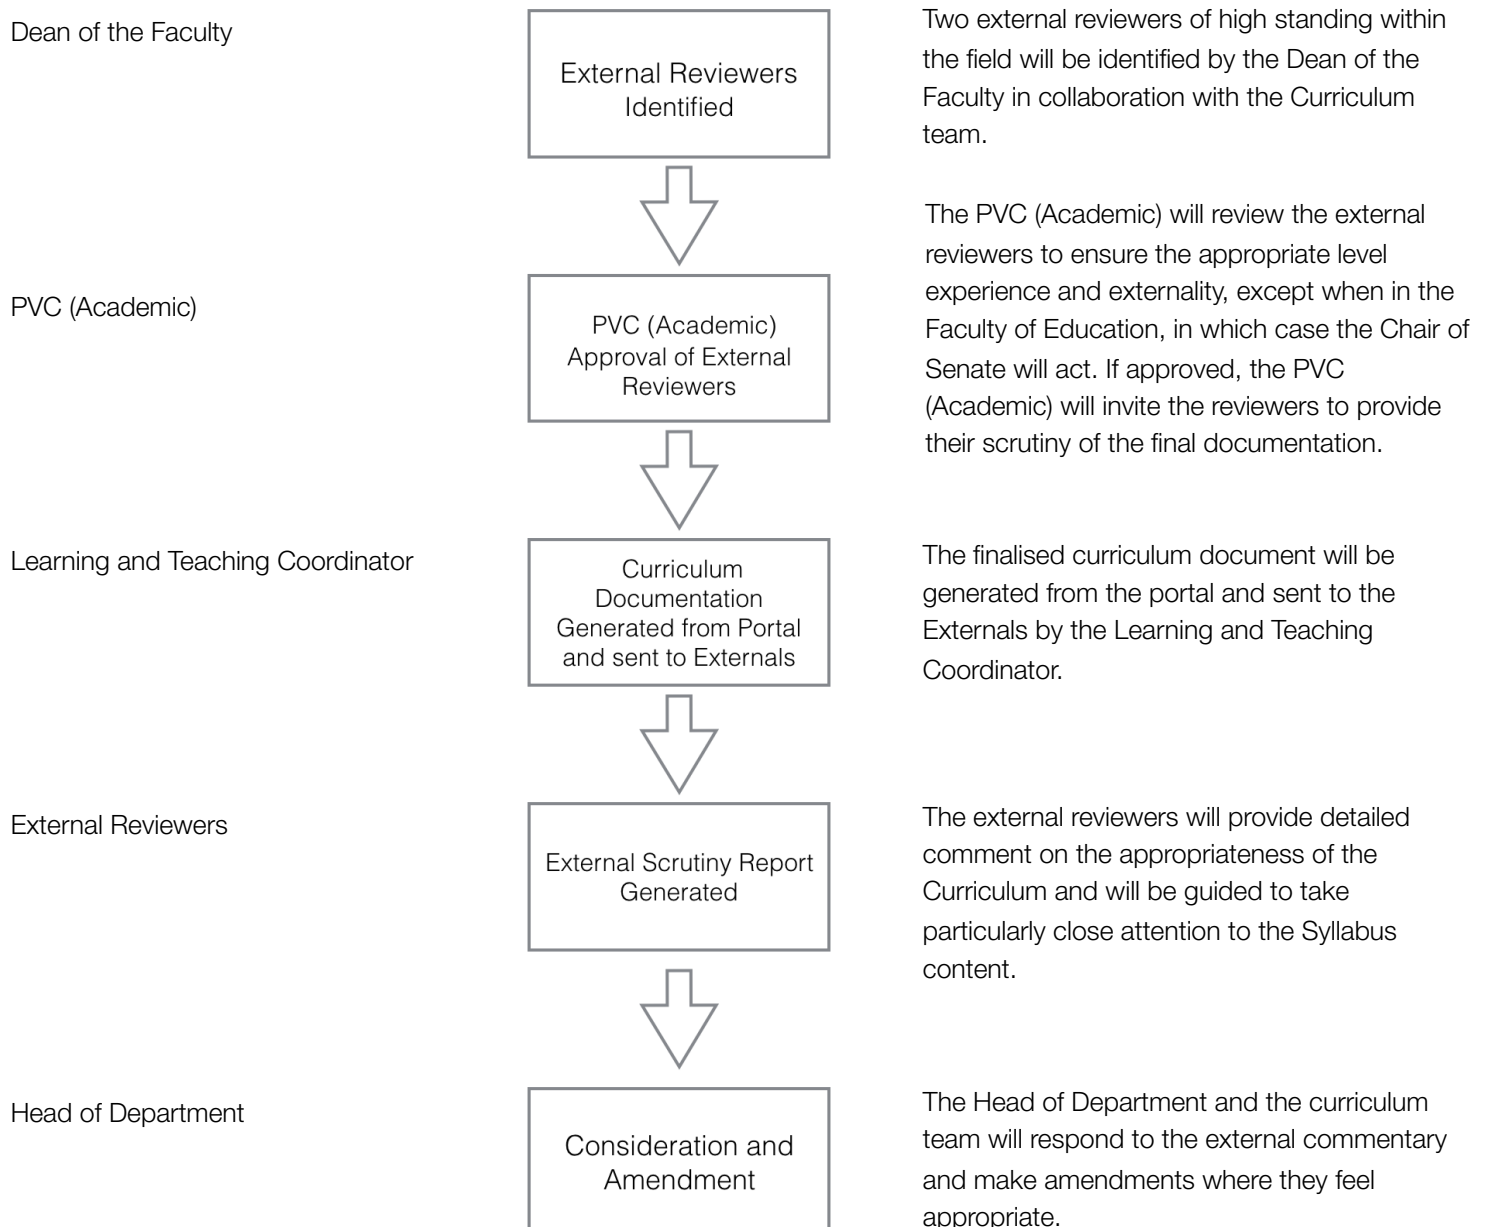 Dean of the Faculty
External Reviewers
Identified
Two external reviewers of high standing within
the field will be identified by the Dean of the
Faculty in collaboration with the Curriculum
team.
PVC (Academic)
PVC (Academic)
Approval of External
Reviewers
The PVC (Academic) will review the external
reviewers to ensure the appropriate level
experience and externality, except when in the
Faculty of Education, in which case the Chair of
Senate will act. If approved, the PVC
(Academic) will invite the reviewers to provide
their scrutiny of the final documentation.
Learning and Teaching Coordinator
Curriculum
Documentation
Generated from Portal
and sent to Externals
The finalised curriculum document will be
generated from the portal and sent to the
Externals by the Learning and Teaching
Coordinator.
External Reviewers
External Scrutiny Report
Generated
The external reviewers will provide detailed
comment on the appropriateness of the
Curriculum and will be guided to take
particularly close attention to the Syllabus
content.
Head of Department
Consideration and
Amendment
The Head of Department and the curriculum
team will respond to the external commentary
and make amendments where they feel
appropriate.